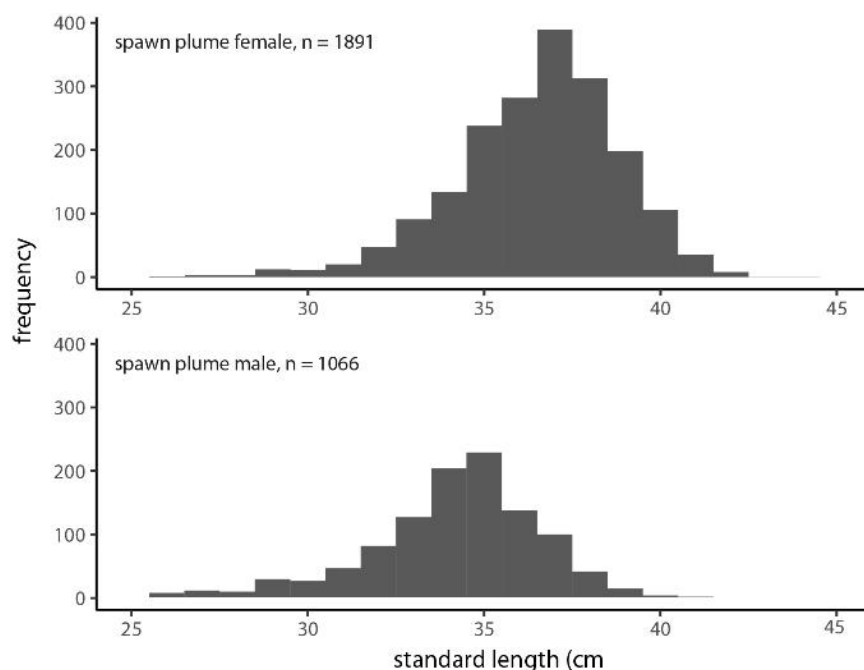 400
spawn plume female, n = 1891
300
200
100
0
25 30 35 40 45
frequency
400
spawn plume male, n = 1066
300
200
100
0
25 30 35 40 45
standard length (cm